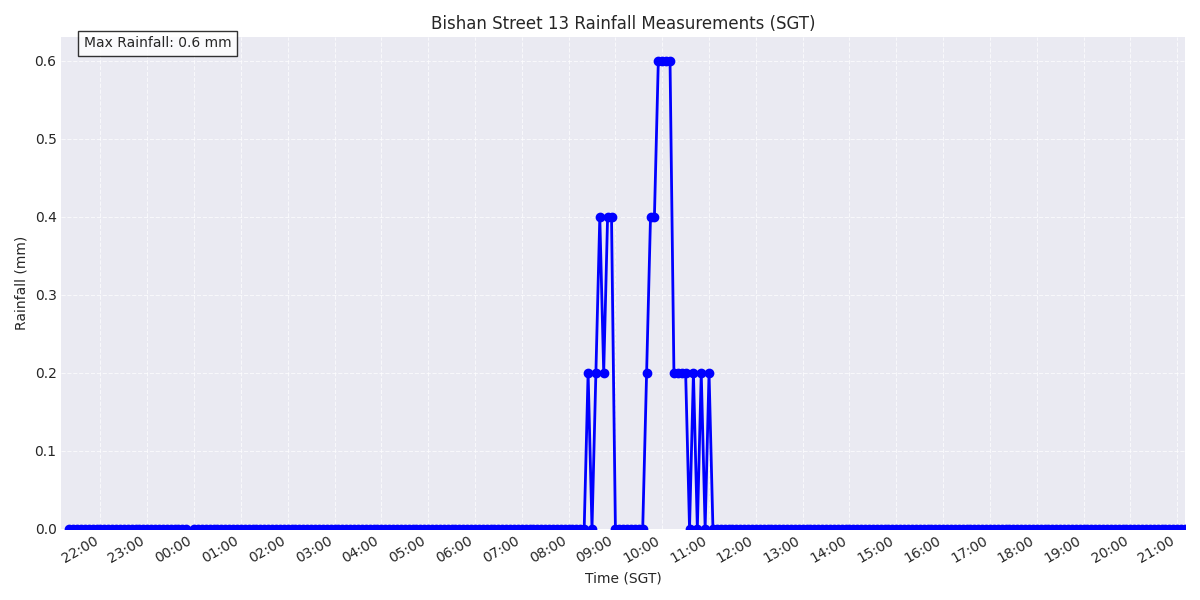 Bishan Street 13 Rainfall Measurements (SGT)
Max Rainfall: 0.6 mm
0.6
0.5
0.4
0.3
0.2
0.1
0.0
Rainfall (mm)
22:00 23:00 00:00 01:00 02:00 03:00 04:00 05:00 06:00 07:00 08:00 09:00 10:00 11:00 12:00 13:00 14:00 15:00 16:00 17:00 18:00 19:00 20:00 21:00
Time (SGT)